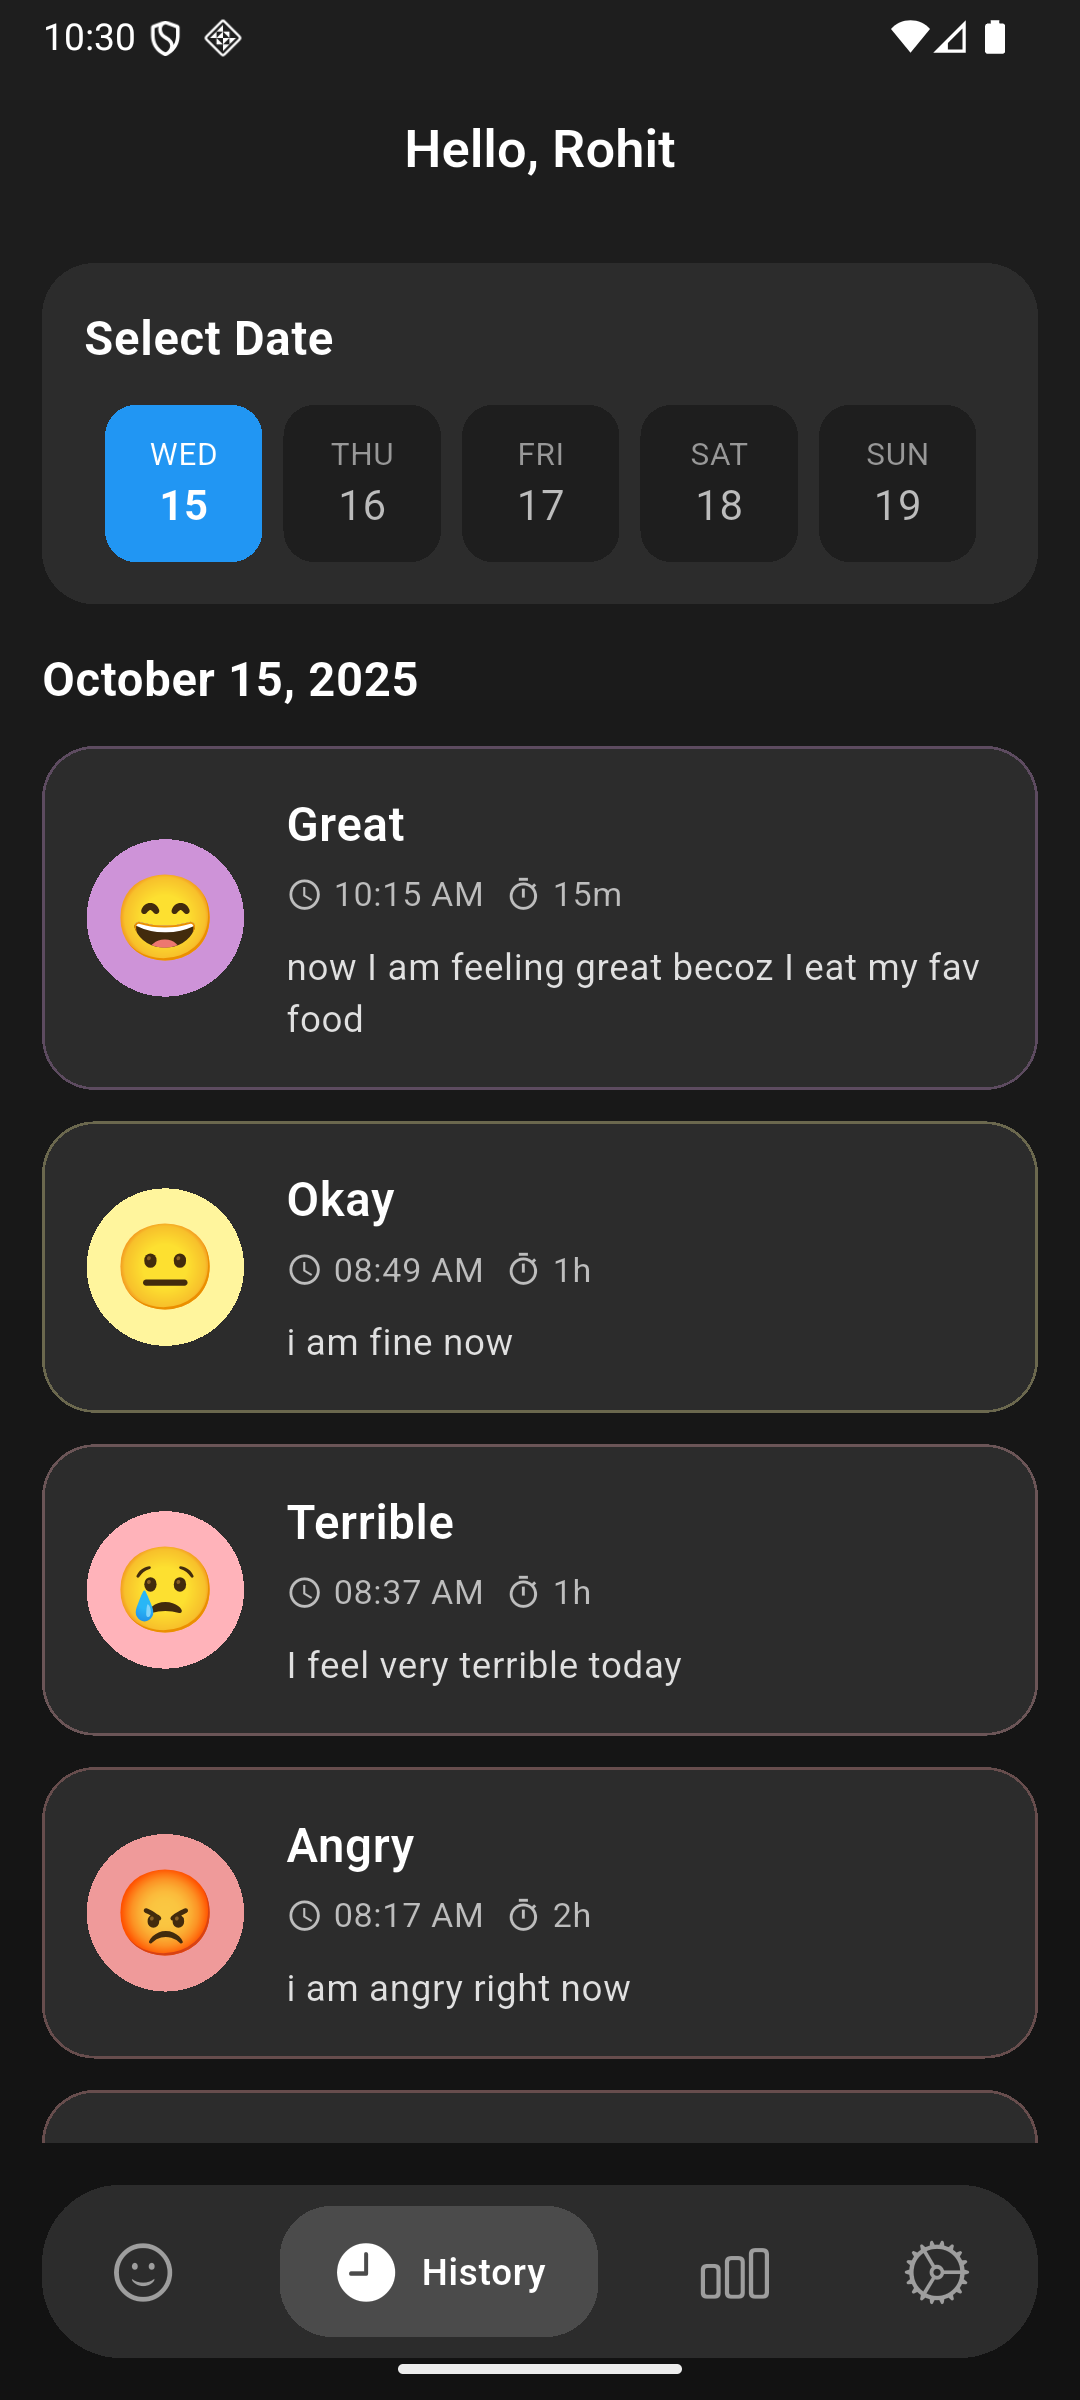 10:30
Hello, Rohit
Select Date
WED THU FRI SAT SUN
15 16 17 18 19
October 15, 2025
Great
10:15 AM 15m
now I am feeling great becoz I eat my fav
food
Okay
08:49 AM 1h
i am fine now
Terrible
08:37 AM 1h
I feel very terrible today
Angry
08:17 AM 2h
i am angry right now
History